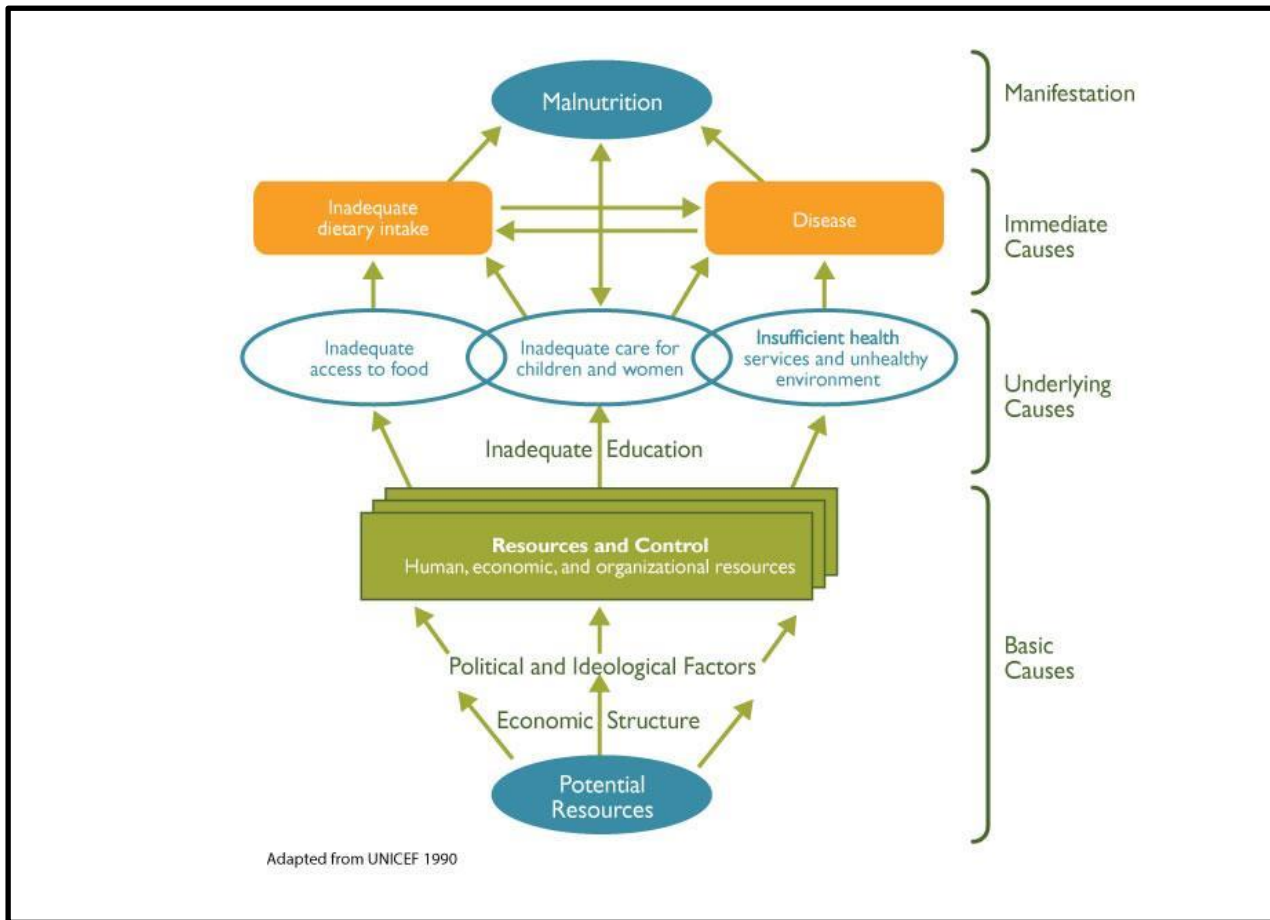 Malnutrition
Manifestation
Inadequate
dietary intake
Disease
Immediate
Causes
Inadequate
access to food
Inadequate care for
children and women
Insufficient health
services and unhealthy
environment
Underlying
Causes
Inadequate Education
Resources and Control
Human, economic, and organizational resources
Political and Ideological Factors
Economic Structure
Basic
Causes
Potential
Resources
Adapted from UNICEF 1990